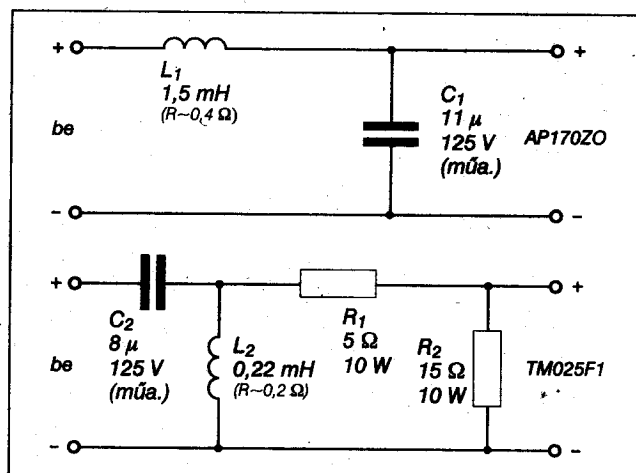 +
+
L1
1,5 mH
(R~0,4 Ω)
C1
11 μ
125 V
(műa.)
be
AP170ZO
-
-
+
+
C2
8 μ
125 V
(műa.)
L2
0,22 mH
(R~0,2 Ω)
R1
5 Ω
10 W
R2
15 Ω
10 W
be
TM025F1
-
-